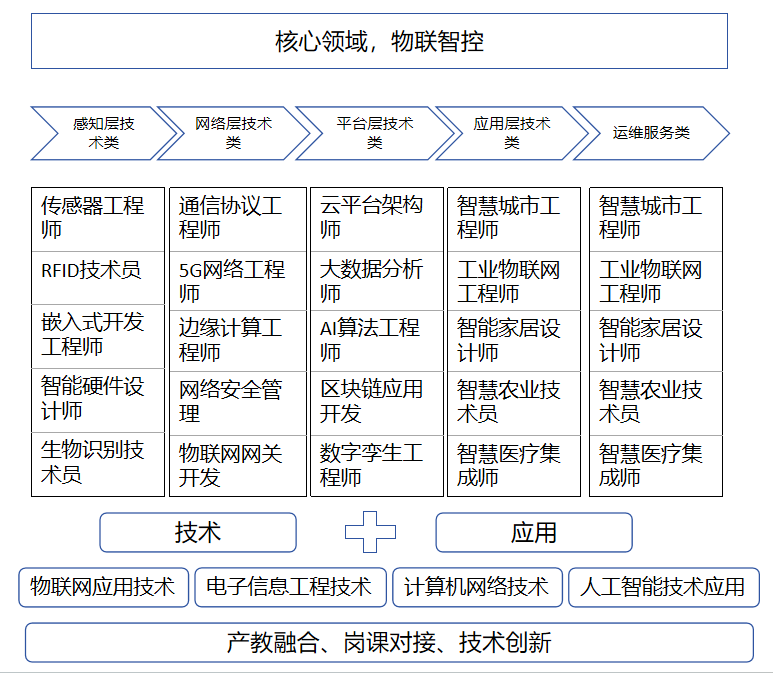 核心领域，物联智控
感知层技
术类
网络层技术
类
平台层技术
类
应用层技术
类
运维服务类
传感器工程
师
RFID技术员
嵌入式开发
工程师
智能硬件设
计师
生物识别技
术员
通信协议工
程师
5G网络工程
师
边缘计算工
程师
网络安全管
理
物联网网关
开发
云平台架构
师
大数据分析
师
AI算法工程
师
区块链应用
开发
数字孪生工
程师
智慧城市工
程师
工业物联网
工程师
智能家居设
计师
智慧农业技
术员
智慧医疗集
成师
智慧城市工
程师
工业物联网
工程师
智能家居设
计师
智慧农业技
术员
智慧医疗集
成师
技术
应用
物联网应用技术
电子信息工程技术
计算机网络技术
人工智能技术应用
产教融合、岗课对接、技术创新